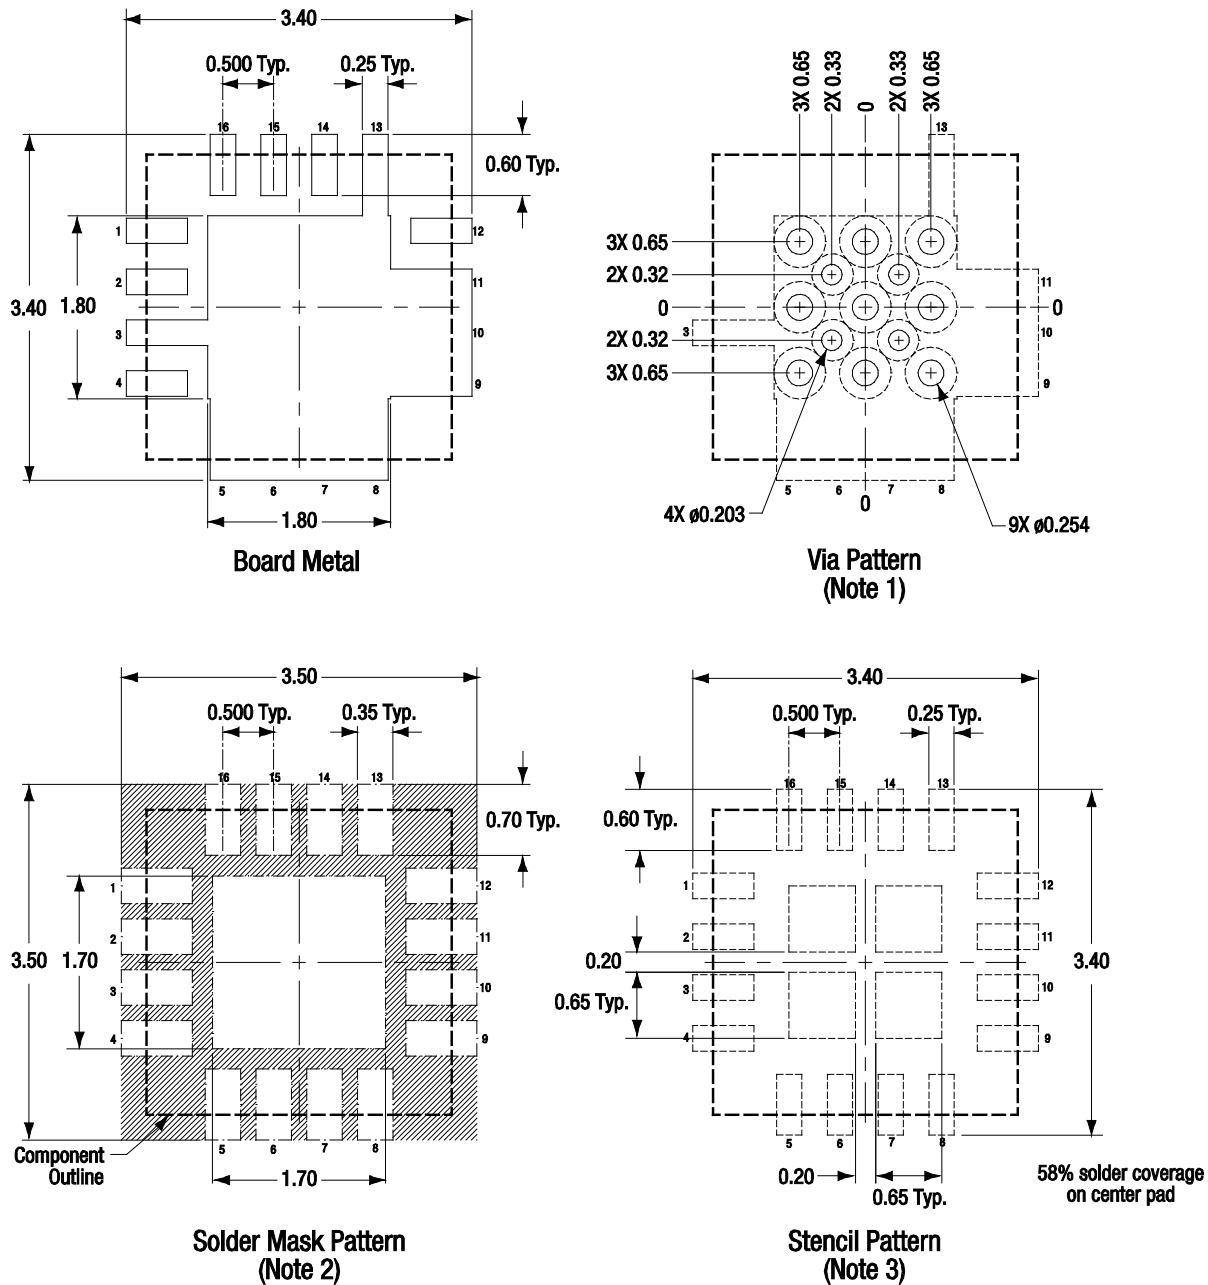 3.40
0.500 Typ.
0.25 Typ.
16
15
14
13
0.60 Typ.
1
2
3
4
12
11
10
9
3.40
1.80
5
6
7
8
1.80
Board Metal
3X 0.65
2X 0.33
0
2X 0.33
3X 0.65
13
3X 0.65
2X 0.32
0
2X 0.32
3X 0.65
3
11
0
10
9
5
6
7
8
0
4X ø0.203
9X ø0.254
Via Pattern
(Note 1)
3.50
0.500 Typ.
0.35 Typ.
16
15
14
13
0.70 Typ.
1
2
3
4
12
11
10
9
3.50
1.70
5
6
7
8
Component
Outline
1.70
Solder Mask Pattern
(Note 2)
3.40
0.500 Typ.
0.25 Typ.
16
15
14
13
0.60 Typ.
1
2
3
4
12
11
10
9
0.20
0.65 Typ.
3.40
5
6
7
8
0.20
0.65 Typ.
58% solder coverage
on center pad
Stencil Pattern
(Note 3)